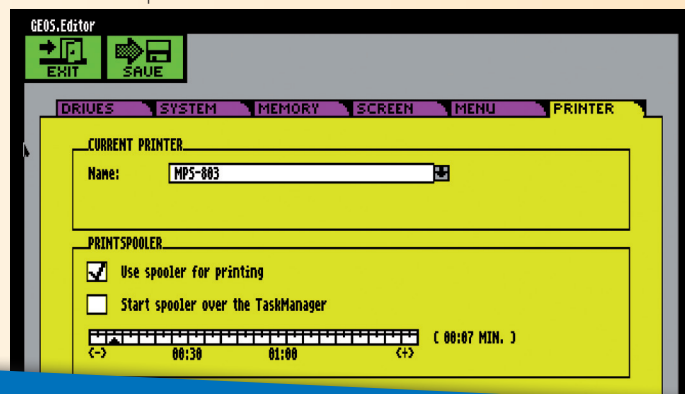 GEOS.Editor
EXIT SAVE
DRIVES SYSTEM MEMORY SCREEN MENU PRINTER
CURRENT PRINTER
Name: MPS-803
PRINTSPOOLER
Use spooler for printing
Start spooler over the TaskManager
( 00:07 MIN. )
(-) 00:30 01:00 (+)